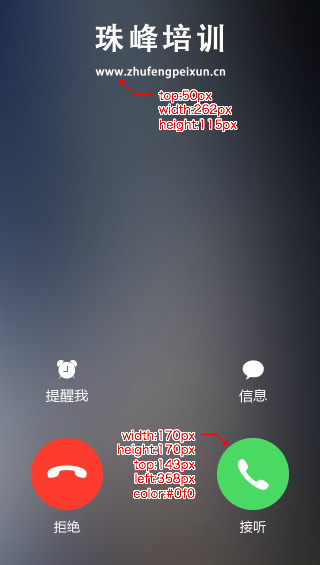 珠峰培训
www.zhufengpeixun.cn
top:50px
width:262px
height:115px
提醒我
信息
width:170px
height:170px
top:143px
left:358px
color:#0f0
拒绝
接听